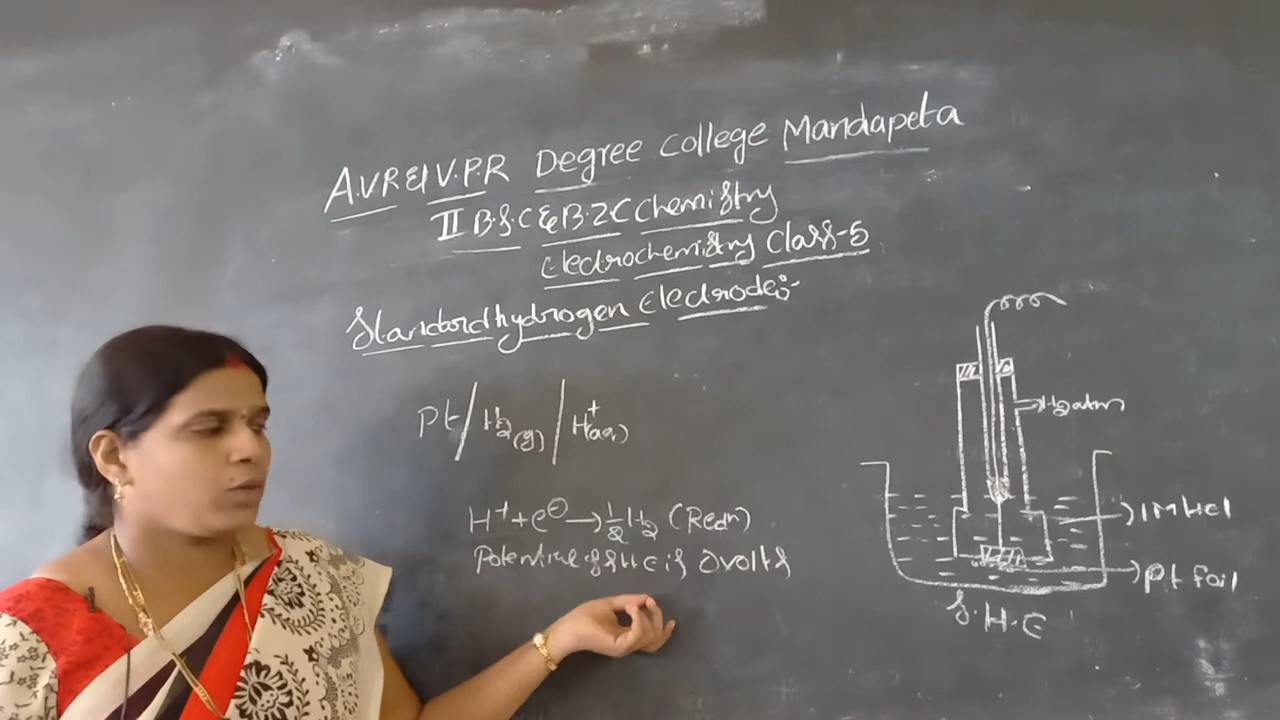 A.V.R & V.P.R Degree College Mandapeta
II B.S.C & B.Z.C Chemistry
Electrochemistry Class-5
Standard hydrogen Electrode:-
Pt / H₂(g) / H⁺(aq)
H⁺ + e⊖ → ½ H₂ (Redn)
Potential of SHE is 0 volts
H₂ atm
1M HCl
Pt foil
S.H.E